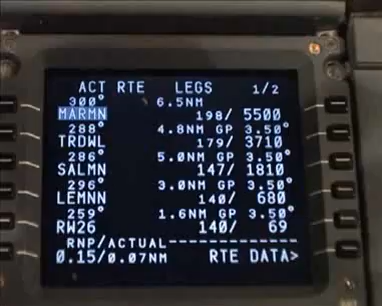 ACT RTE LEGS 1/2
300° 6.5NM
MARMN 198/ 5500
288° 4.8NM GP 3.50°
TRDWL 179/ 3710
286° 5.0NM GP 3.50°
SALMN 147/ 1810
296° 3.0NM GP 3.50°
LEMNN 140/ 680
259° 1.6NM GP 3.50°
RW26 140/ 69
RNP/ACTUAL--------------
0.15/0.07NM RTE DATA>